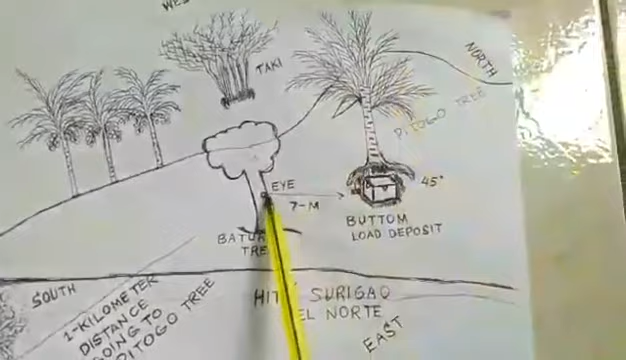 WES
TAKI
NORTH
PITOGO TREE
EYE
7-M
45°
BUTTOM
LOAD DEPOSIT
TREE
SOUTH
1-KILOMETER
DISTANCE
GOING TO
PITOGO TREE
SURIGAO
EL NORTE
EAST